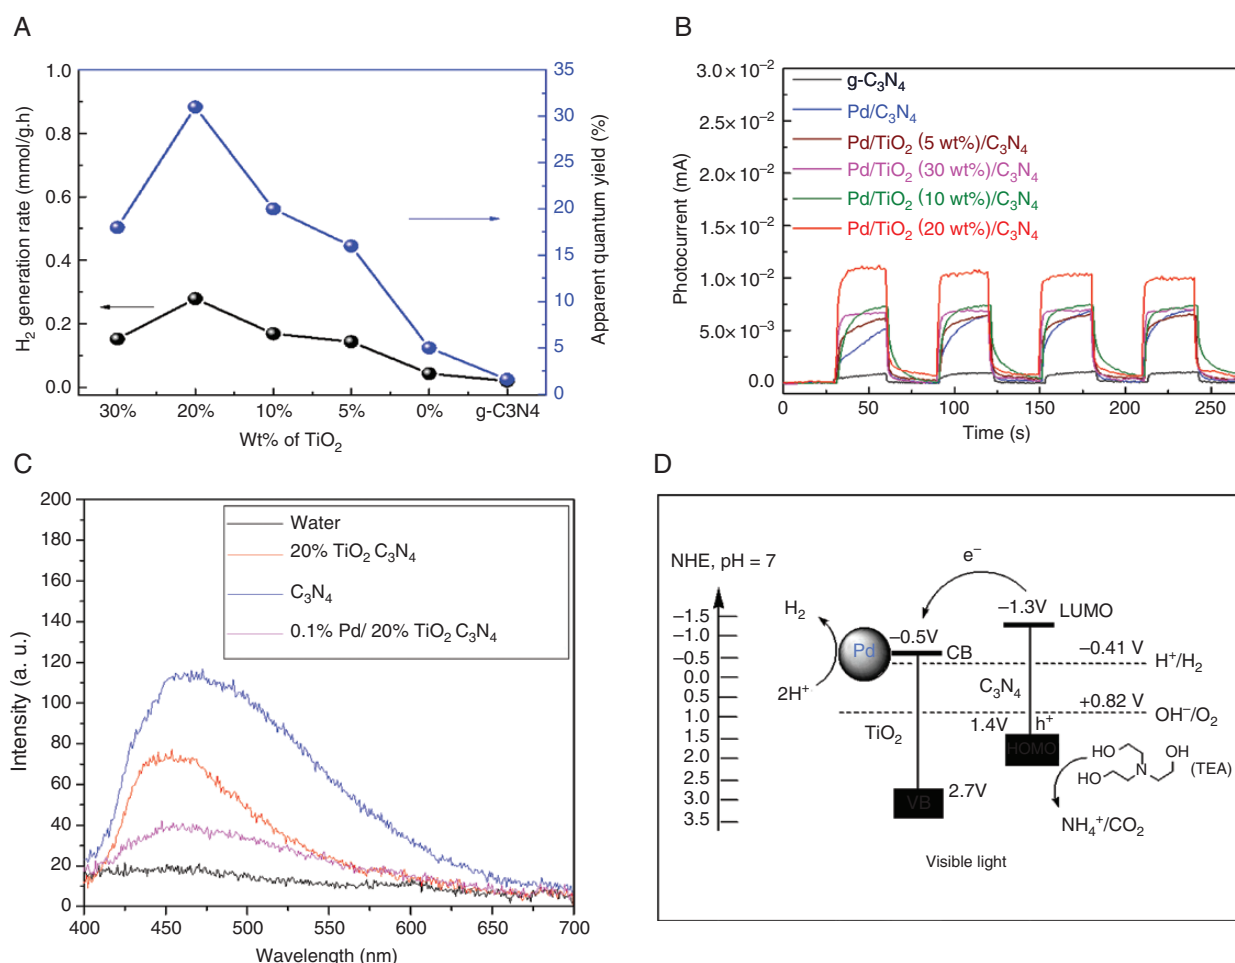 A
1.0
0.8
0.6
0.4
0.2
0.0
H₂ generation rate (mmol/g.h)
35
30
25
20
15
10
5
0
Apparent quantum yield (%)
30% 20% 10% 5% 0% g-C3N4
Wt% of TiO₂
B
3.0× 10⁻²
2.5× 10⁻²
2.0× 10⁻²
1.5× 10⁻²
1.0× 10⁻²
5.0× 10⁻³
0.0
Photocurrent (mA)
g-C₃N₄
Pd/C₃N₄
Pd/TiO₂ (5 wt%)/C₃N₄
Pd/TiO₂ (30 wt%)/C₃N₄
Pd/TiO₂ (10 wt%)/C₃N₄
Pd/TiO₂ (20 wt%)/C₃N₄
0 50 100 150 200 250
Time (s)
C
200
180
160
140
120
100
80
60
40
20
0
Intensity (a. u.)
Water
20% TiO₂ C₃N₄
C₃N₄
0.1% Pd/ 20% TiO₂ C₃N₄
400 450 500 550 600 650 700
Wavelength (nm)
D
NHE, pH = 7
−1.5
−1.0
−0.5
0.0
0.5
1.0
1.5
2.0
2.5
3.0
3.5
e⁻
H₂
Pd
2H⁺
−0.5V
CB
−1.3V
LUMO
−0.41 V
H⁺/H₂
C₃N₄
+0.82 V
OH⁻/O₂
TiO₂
1.4V
h⁺
HOMO
VB
2.7V
HO
OH
N
HO
(TEA)
NH₄⁺/CO₂
Visible light